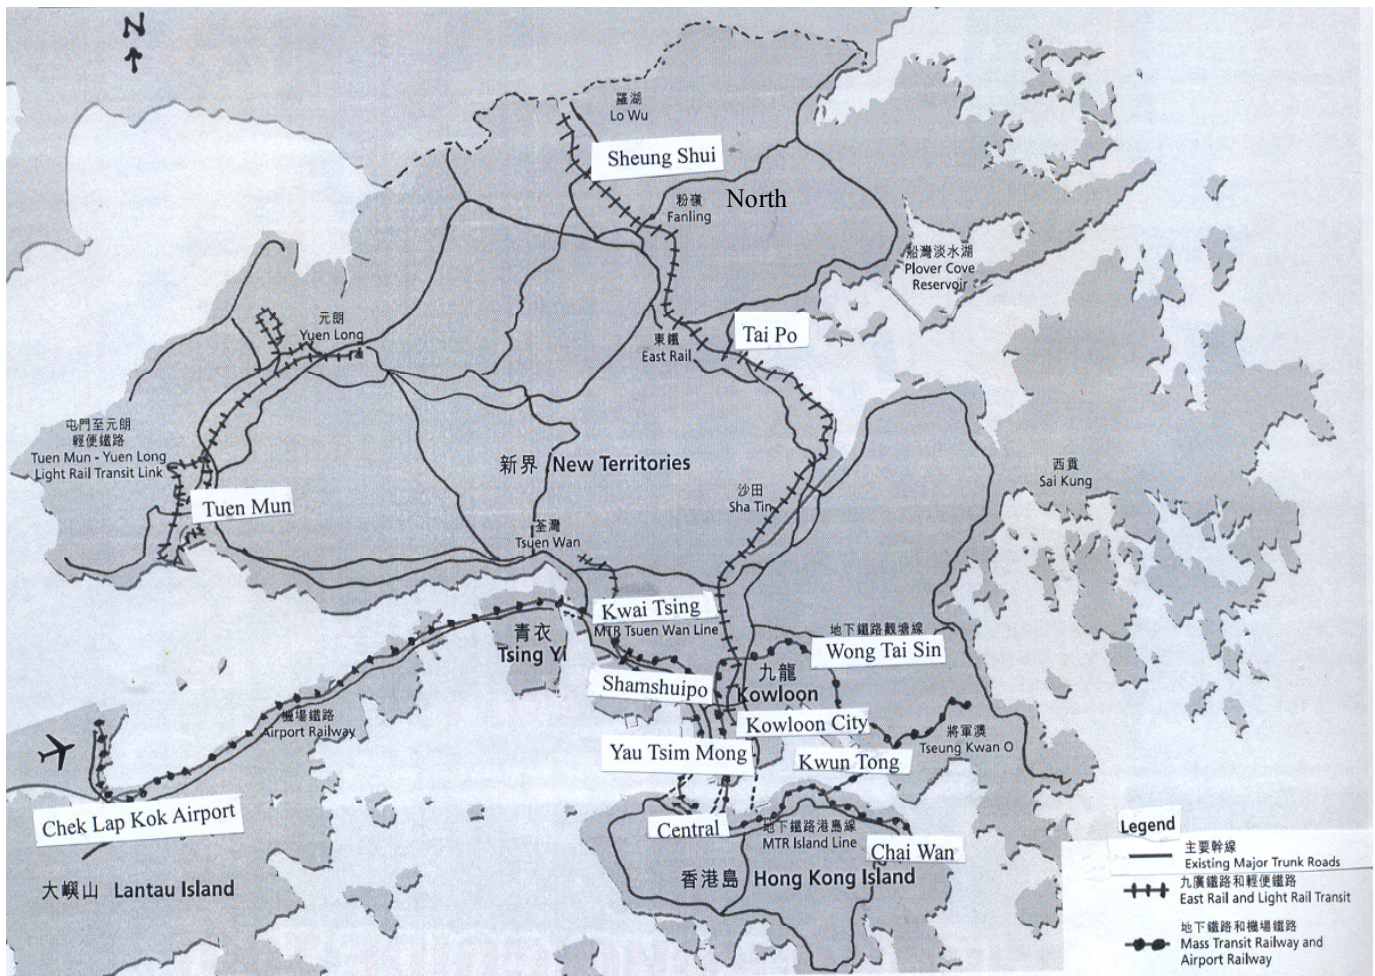 N
羅湖
Lo Wu
Sheung Shui
粉嶺
Fanling
North
船灣淡水湖
Plover Cove
Reservoir
元朗
Yuen Long
東鐵
East Rail
Tai Po
屯門至元朗
輕便鐵路
Tuen Mun - Yuen Long
Light Rail Transit Link
新界 New Territories
西貢
Sai Kung
Tuen Mun
沙田
Sha Tin
荃灣
Tsuen Wan
Kwai Tsing
MTR Tsuen Wan Line
青衣
Tsing Yi
地下鐵路觀塘線
Wong Tai Sin
Shamshuipo
九龍
Kowloon
機場鐵路
Airport Railway
Kowloon City
將軍澳
Tseung Kwan O
Yau Tsim Mong
Kwun Tong
Chek Lap Kok Airport
Central
地下鐵路港島線
MTR Island Line
Chai Wan
大嶼山 Lantau Island
香港島 Hong Kong Island
Legend
主要幹線
Existing Major Trunk Roads
九廣鐵路和輕便鐵路
East Rail and Light Rail Transit
地下鐵路和機場鐵路
Mass Transit Railway and
Airport Railway